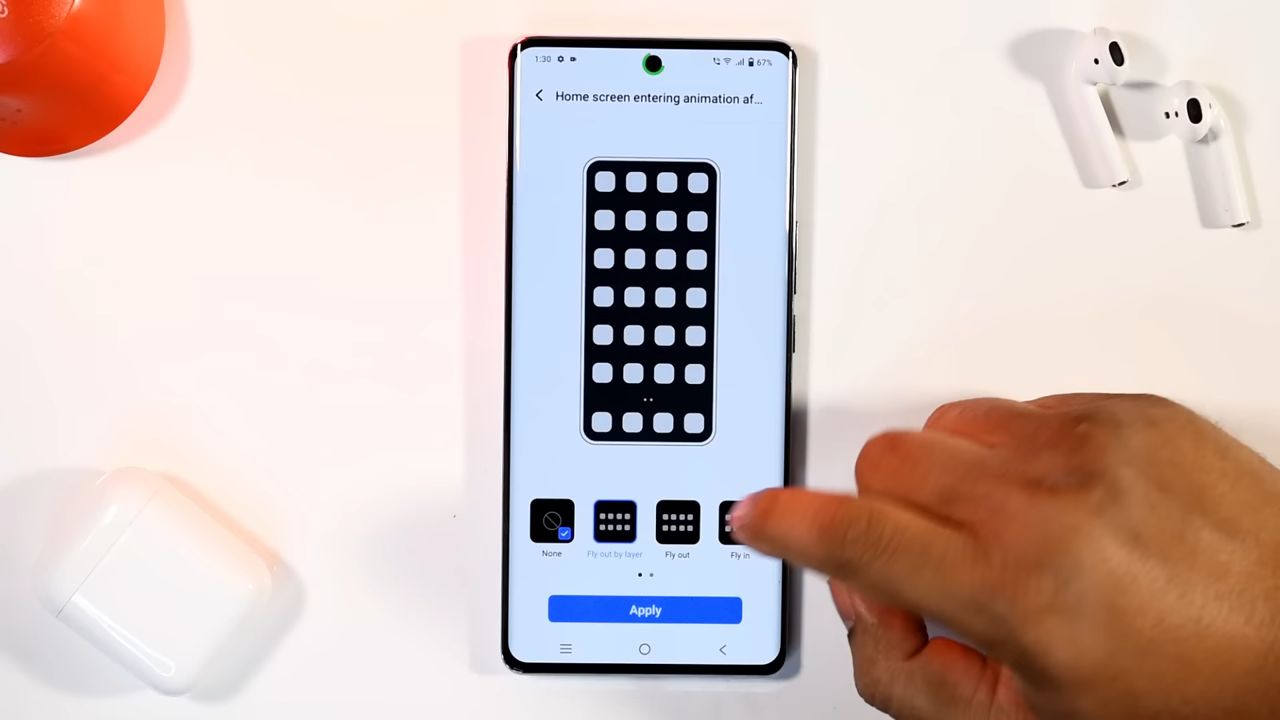 1:30 67%
Home screen entering animation af...
None Fly out by layer Fly out Fly in
Apply